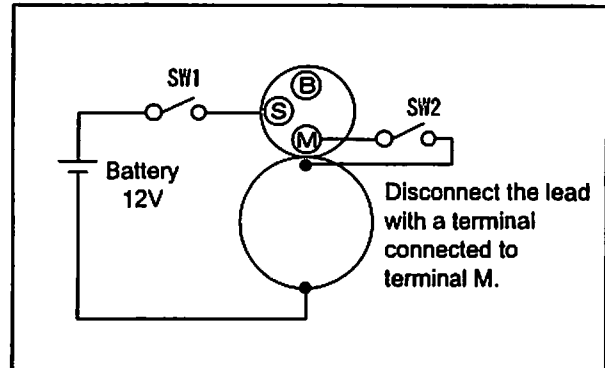 SW1
B
S
SW2
M
Battery
12V
Disconnect the lead
with a terminal
connected to
terminal M.